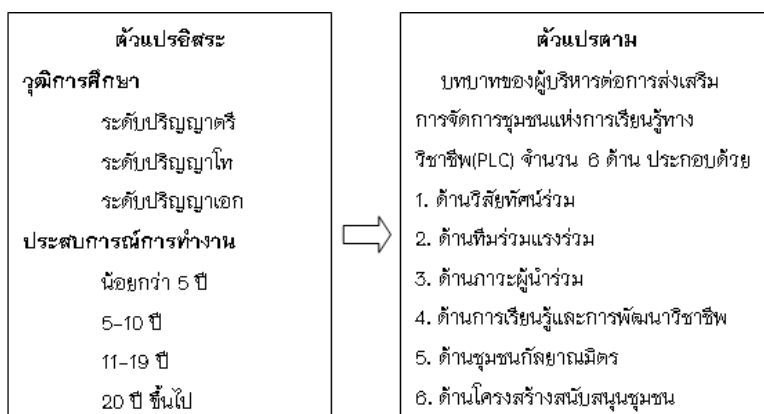 ตัวแปรอิสระ
วุฒิการศึกษา
ระดับปริญญาตรี
ระดับปริญญาโท
ระดับปริญญาเอก
ประสบการณ์การทำงาน
น้อยกว่า 5 ปี
5-10 ปี
11-19 ปี
20 ปี ขึ้นไป
ตัวแปรตาม
บทบาทของผู้บริหารต่อการส่งเสริม
การจัดการชุมชนแห่งการเรียนรู้ทาง
วิชาชีพ(PLC) จำนวน 6 ด้าน ประกอบด้วย
1. ด้านวิสัยทัศน์ร่วม
2. ด้านทีมร่วมแรงร่วม
3. ด้านภาวะผู้นำร่วม
4. ด้านการเรียนรู้และการพัฒนาวิชาชีพ
5. ด้านชุมชนกัลยาณมิตร
6. ด้านโครงสร้างสนับสนุนชุมชน